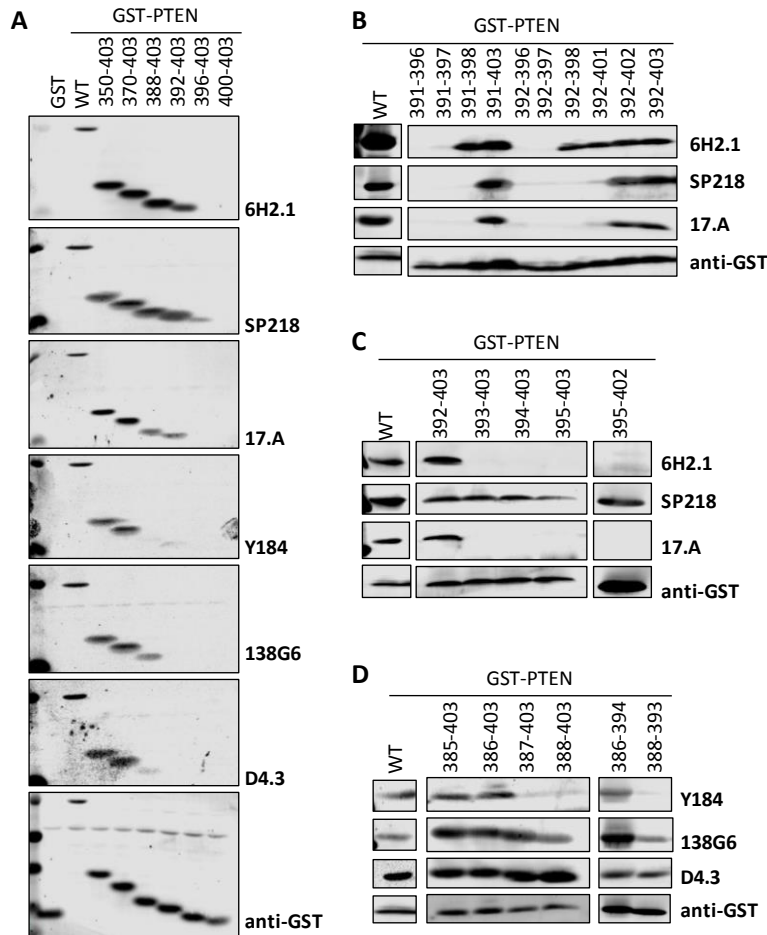 A
GST-PTEN
GST
WT
350-403
370-403
388-403
392-403
396-403
400-403
6H2.1
SP218
17.A
Y184
138G6
D4.3
anti-GST
B
GST-PTEN
WT
391-396
391-397
391-398
391-403
392-396
392-397
392-398
392-401
392-402
392-403
6H2.1
SP218
17.A
anti-GST
C
GST-PTEN
WT
392-403
393-403
394-403
395-403
395-402
6H2.1
SP218
17.A
anti-GST
D
GST-PTEN
WT
385-403
386-403
387-403
388-403
386-394
388-393
Y184
138G6
D4.3
anti-GST